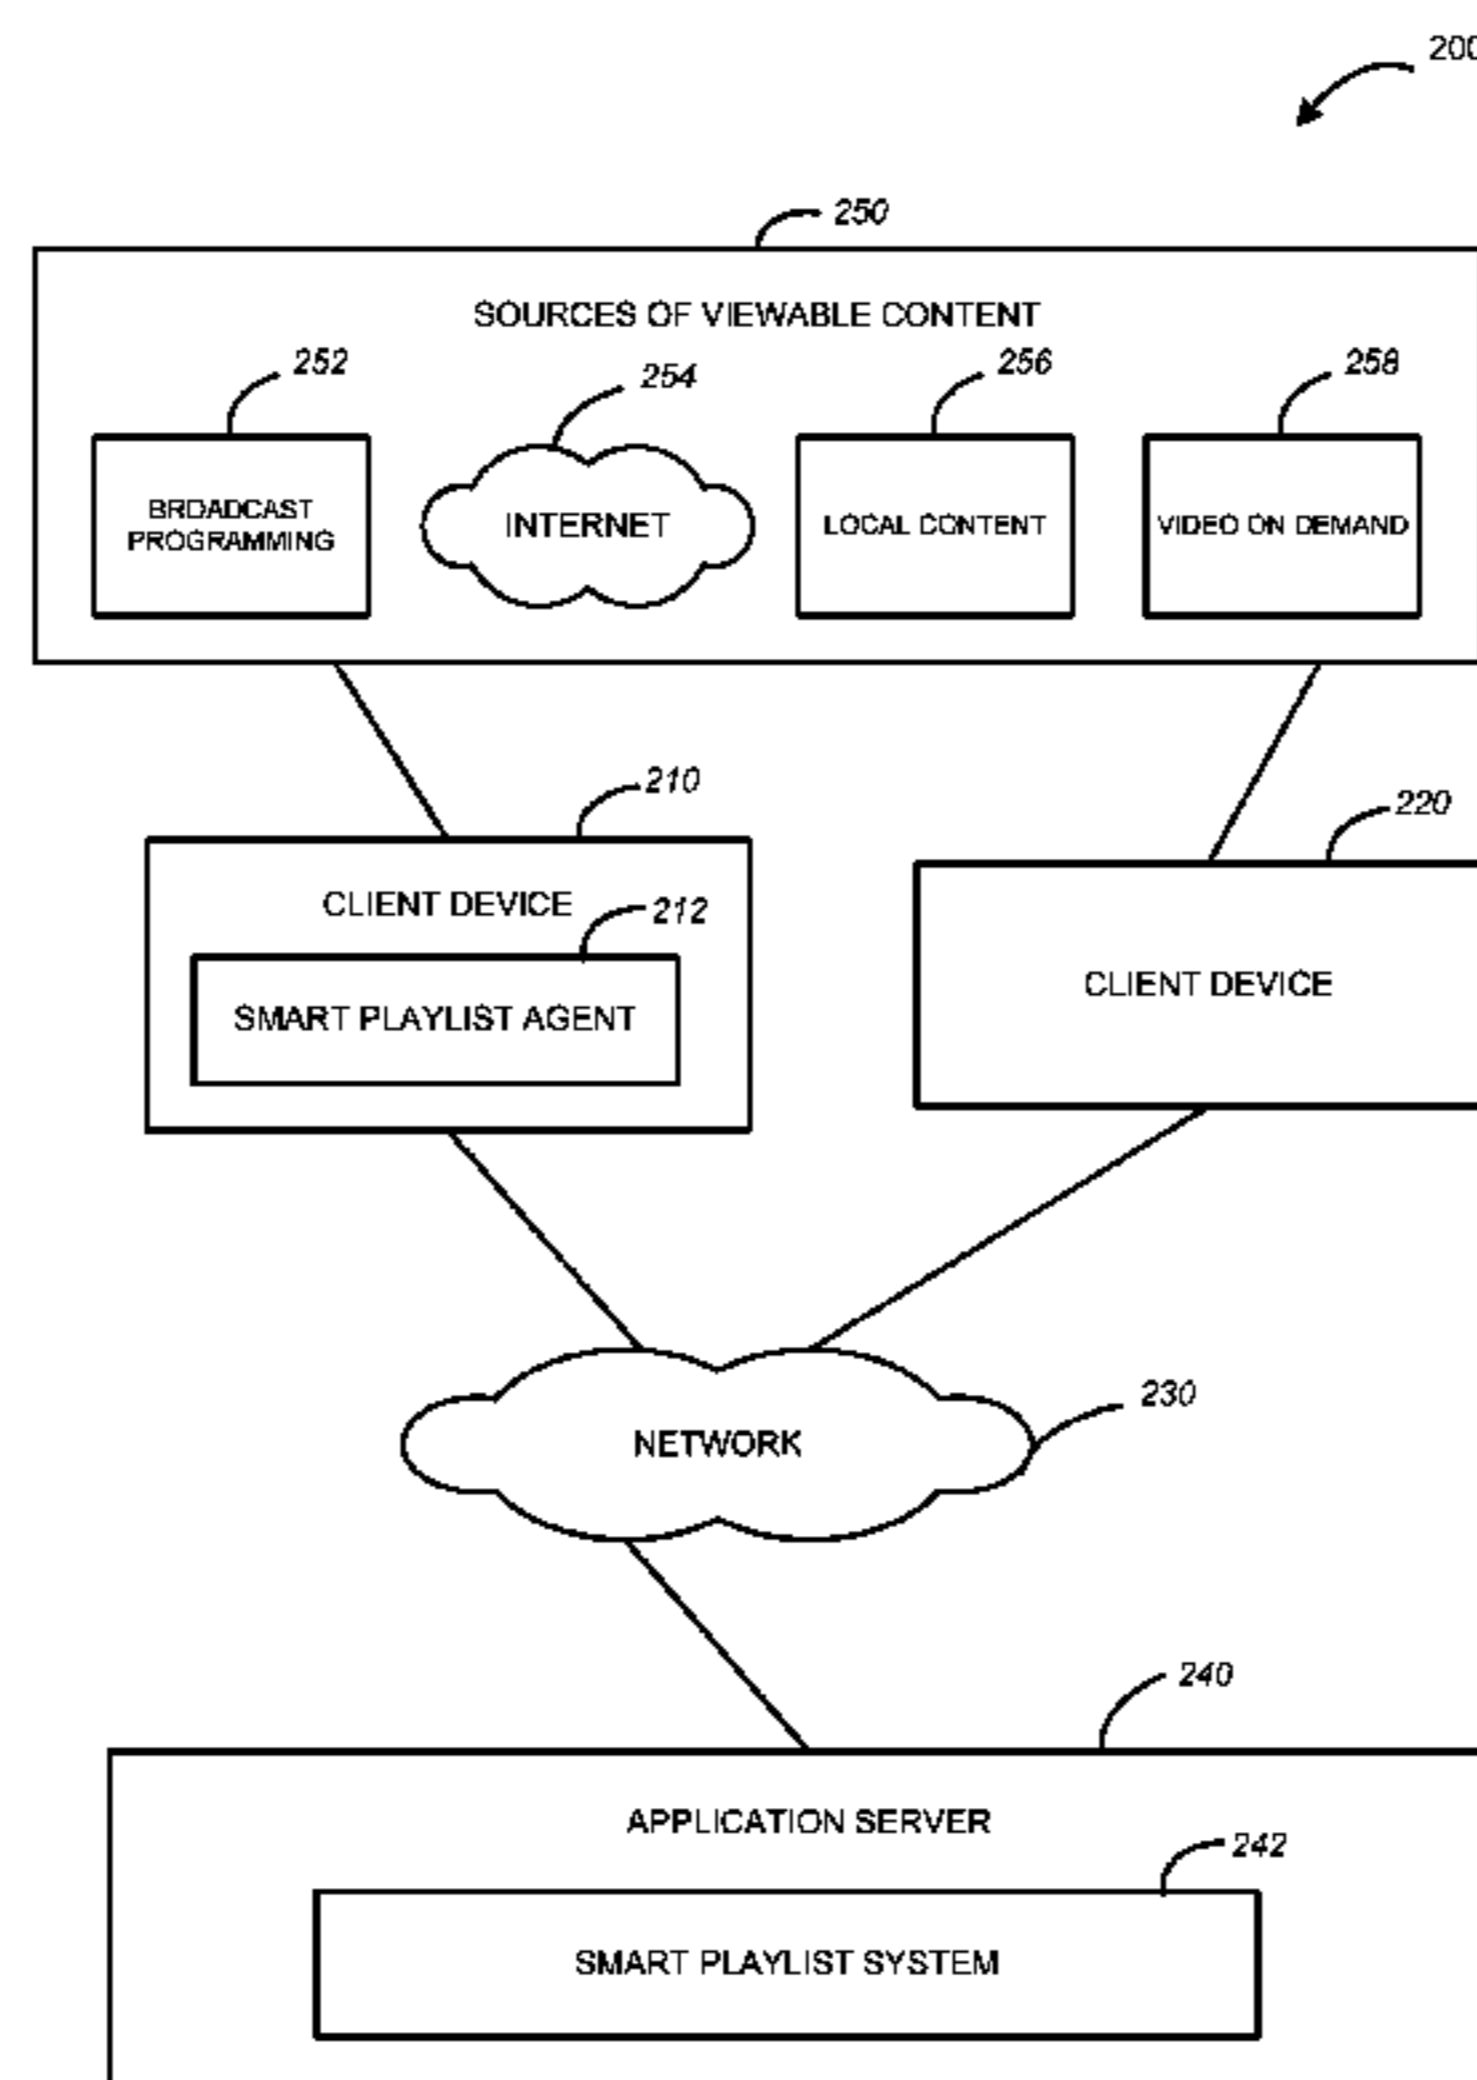 200
250
SOURCES OF VIEWABLE CONTENT
252
254
256
258
BROADCAST
PROGRAMMING
INTERNET
LOCAL CONTENT
VIDEO ON DEMAND
210
220
CLIENT DEVICE
212
SMART PLAYLIST AGENT
CLIENT DEVICE
230
NETWORK
240
APPLICATION SERVER
242
SMART PLAYLIST SYSTEM